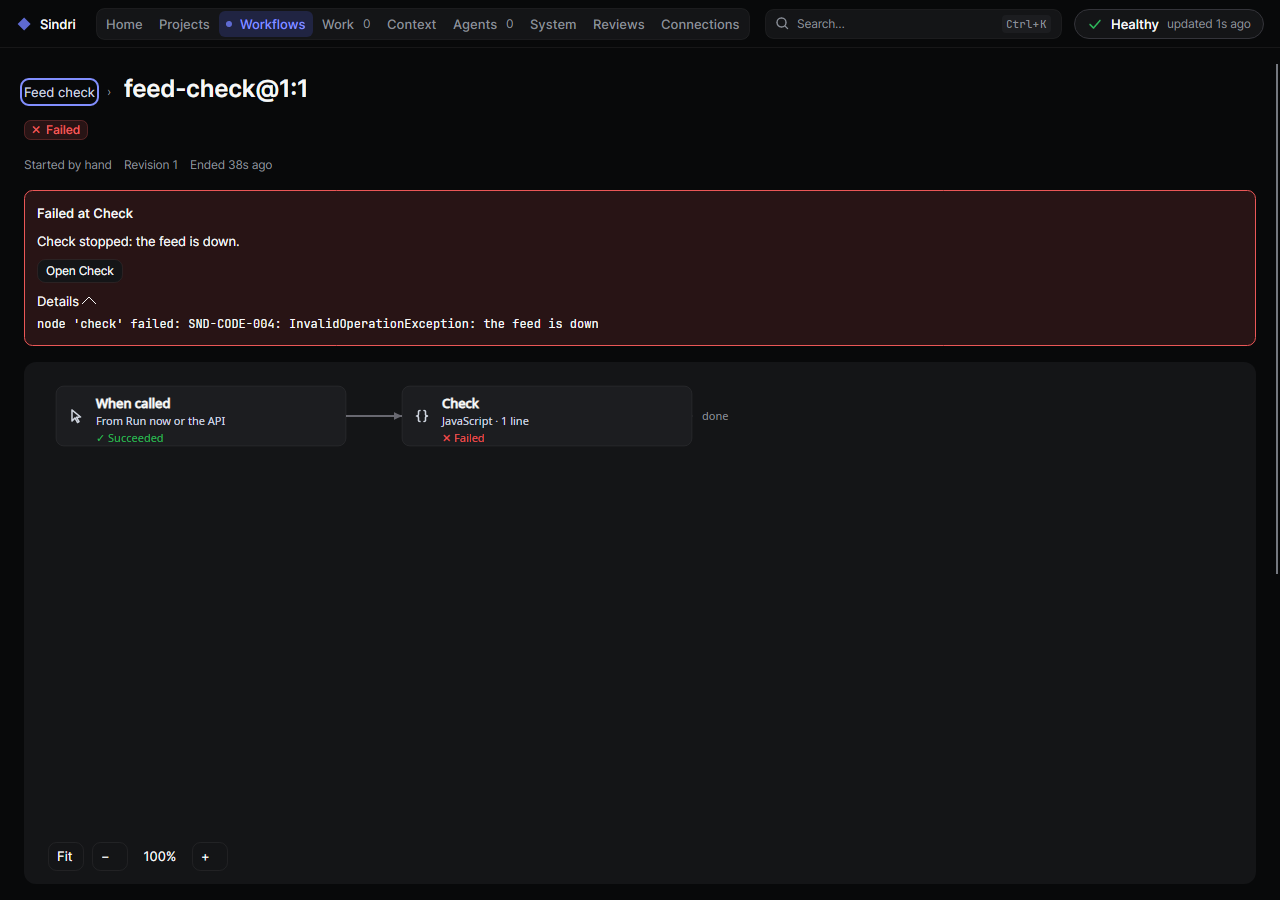 Sindri
Home Projects Workflows Work 0 Context Agents 0 System Reviews Connections
Search... Ctrl+K
Healthy updated 1s ago
Feed check › feed-check@1:1
✕ Failed
Started by hand Revision 1 Ended 38s ago
Failed at Check
Check stopped: the feed is down.
Open Check
Details
node 'check' failed: SND-CODE-004: InvalidOperationException: the feed is down
When called
From Run now or the API
✓ Succeeded
{} Check
JavaScript · 1 line
✕ Failed
done
Fit − 100% +